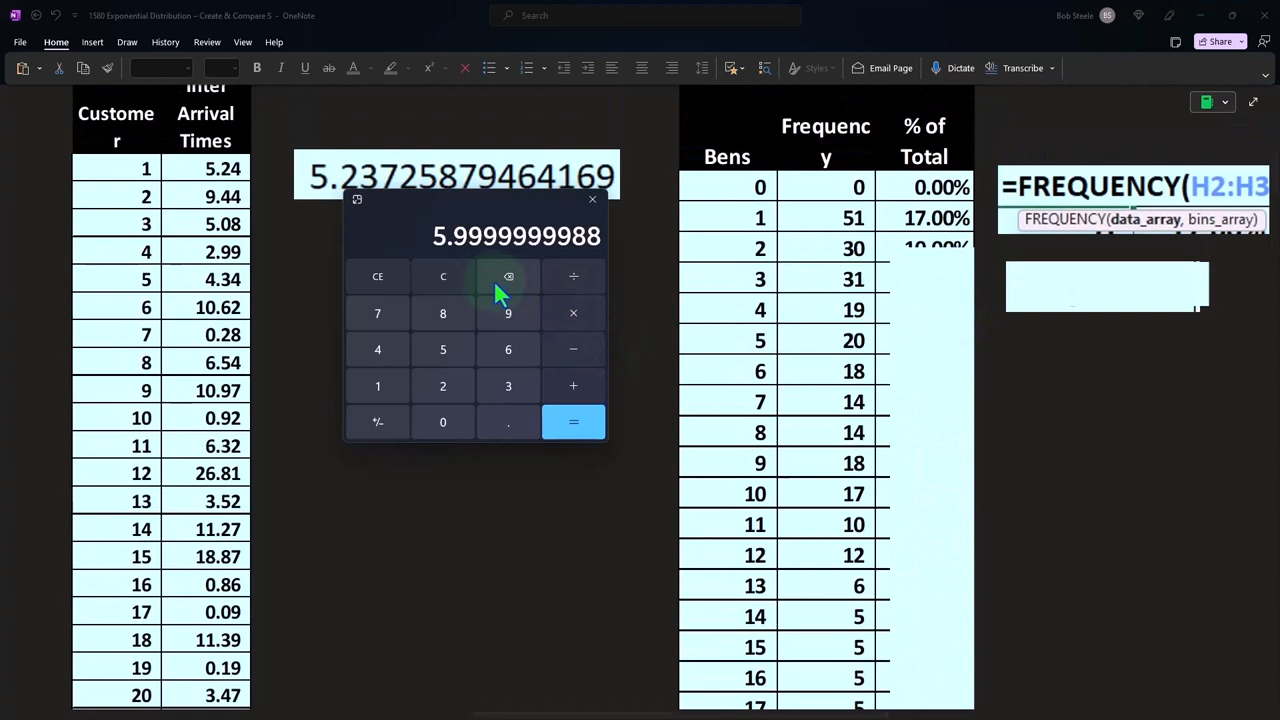 1580 Exponential Distribution – Create & Compare S - OneNote
Search
Bob Steele BS
File Home Insert Draw History Review View Help Share
B I U ab A Styles Email Page Dictate Transcribe
Inter
Custome Arrival
r Times
1 5.24
2 9.44
3 5.08
4 2.99
5 4.34
6 10.62
7 0.28
8 6.54
9 10.97
10 0.92
11 6.32
12 26.81
13 3.52
14 11.27
15 18.87
16 0.86
17 0.09
18 11.39
19 0.19
20 3.47
5.23725879464169
5.9999999988
CE C ÷
7 8 9 ×
4 5 6 −
1 2 3 +
+/− 0 . =
Frequenc % of
Bens y Total
0 0 0.00%
1 51 17.00%
2 30 10.00%
3 31
4 19
5 20
6 18
7 14
8 14
9 18
10 17
11 10
12 12
13 6
14 5
15 5
16 5
17 5
=FREQUENCY(H2:H3
FREQUENCY(data_array, bins_array)